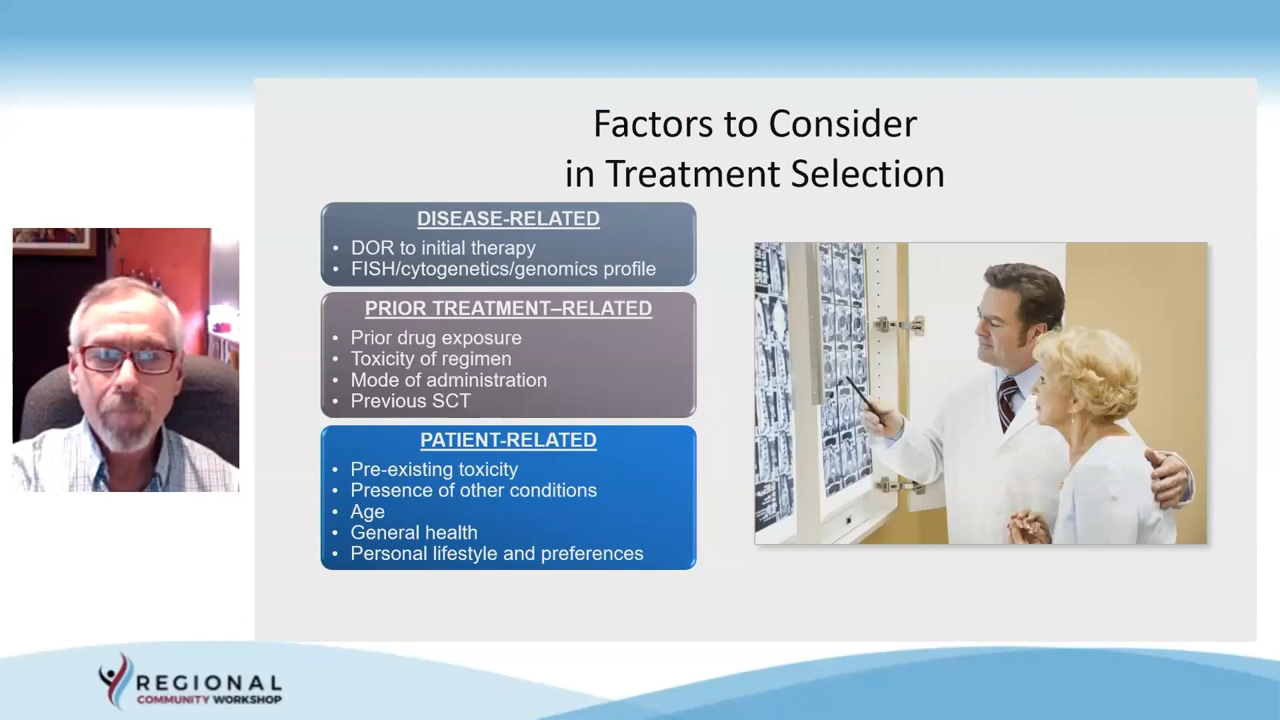 Factors to Consider
in Treatment Selection
DISEASE-RELATED
• DOR to initial therapy
• FISH/cytogenetics/genomics profile
PRIOR TREATMENT–RELATED
• Prior drug exposure
• Toxicity of regimen
• Mode of administration
• Previous SCT
PATIENT-RELATED
• Pre-existing toxicity
• Presence of other conditions
• Age
• General health
• Personal lifestyle and preferences
REGIONAL
COMMUNITY WORKSHOP